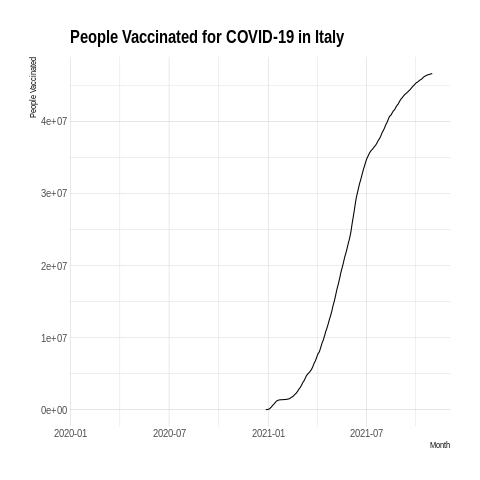 People Vaccinated for COVID-19 in Italy
People Vaccinated
4e+07
3e+07
2e+07
1e+07
0e+00
2020-01 2020-07 2021-01 2021-07
Month